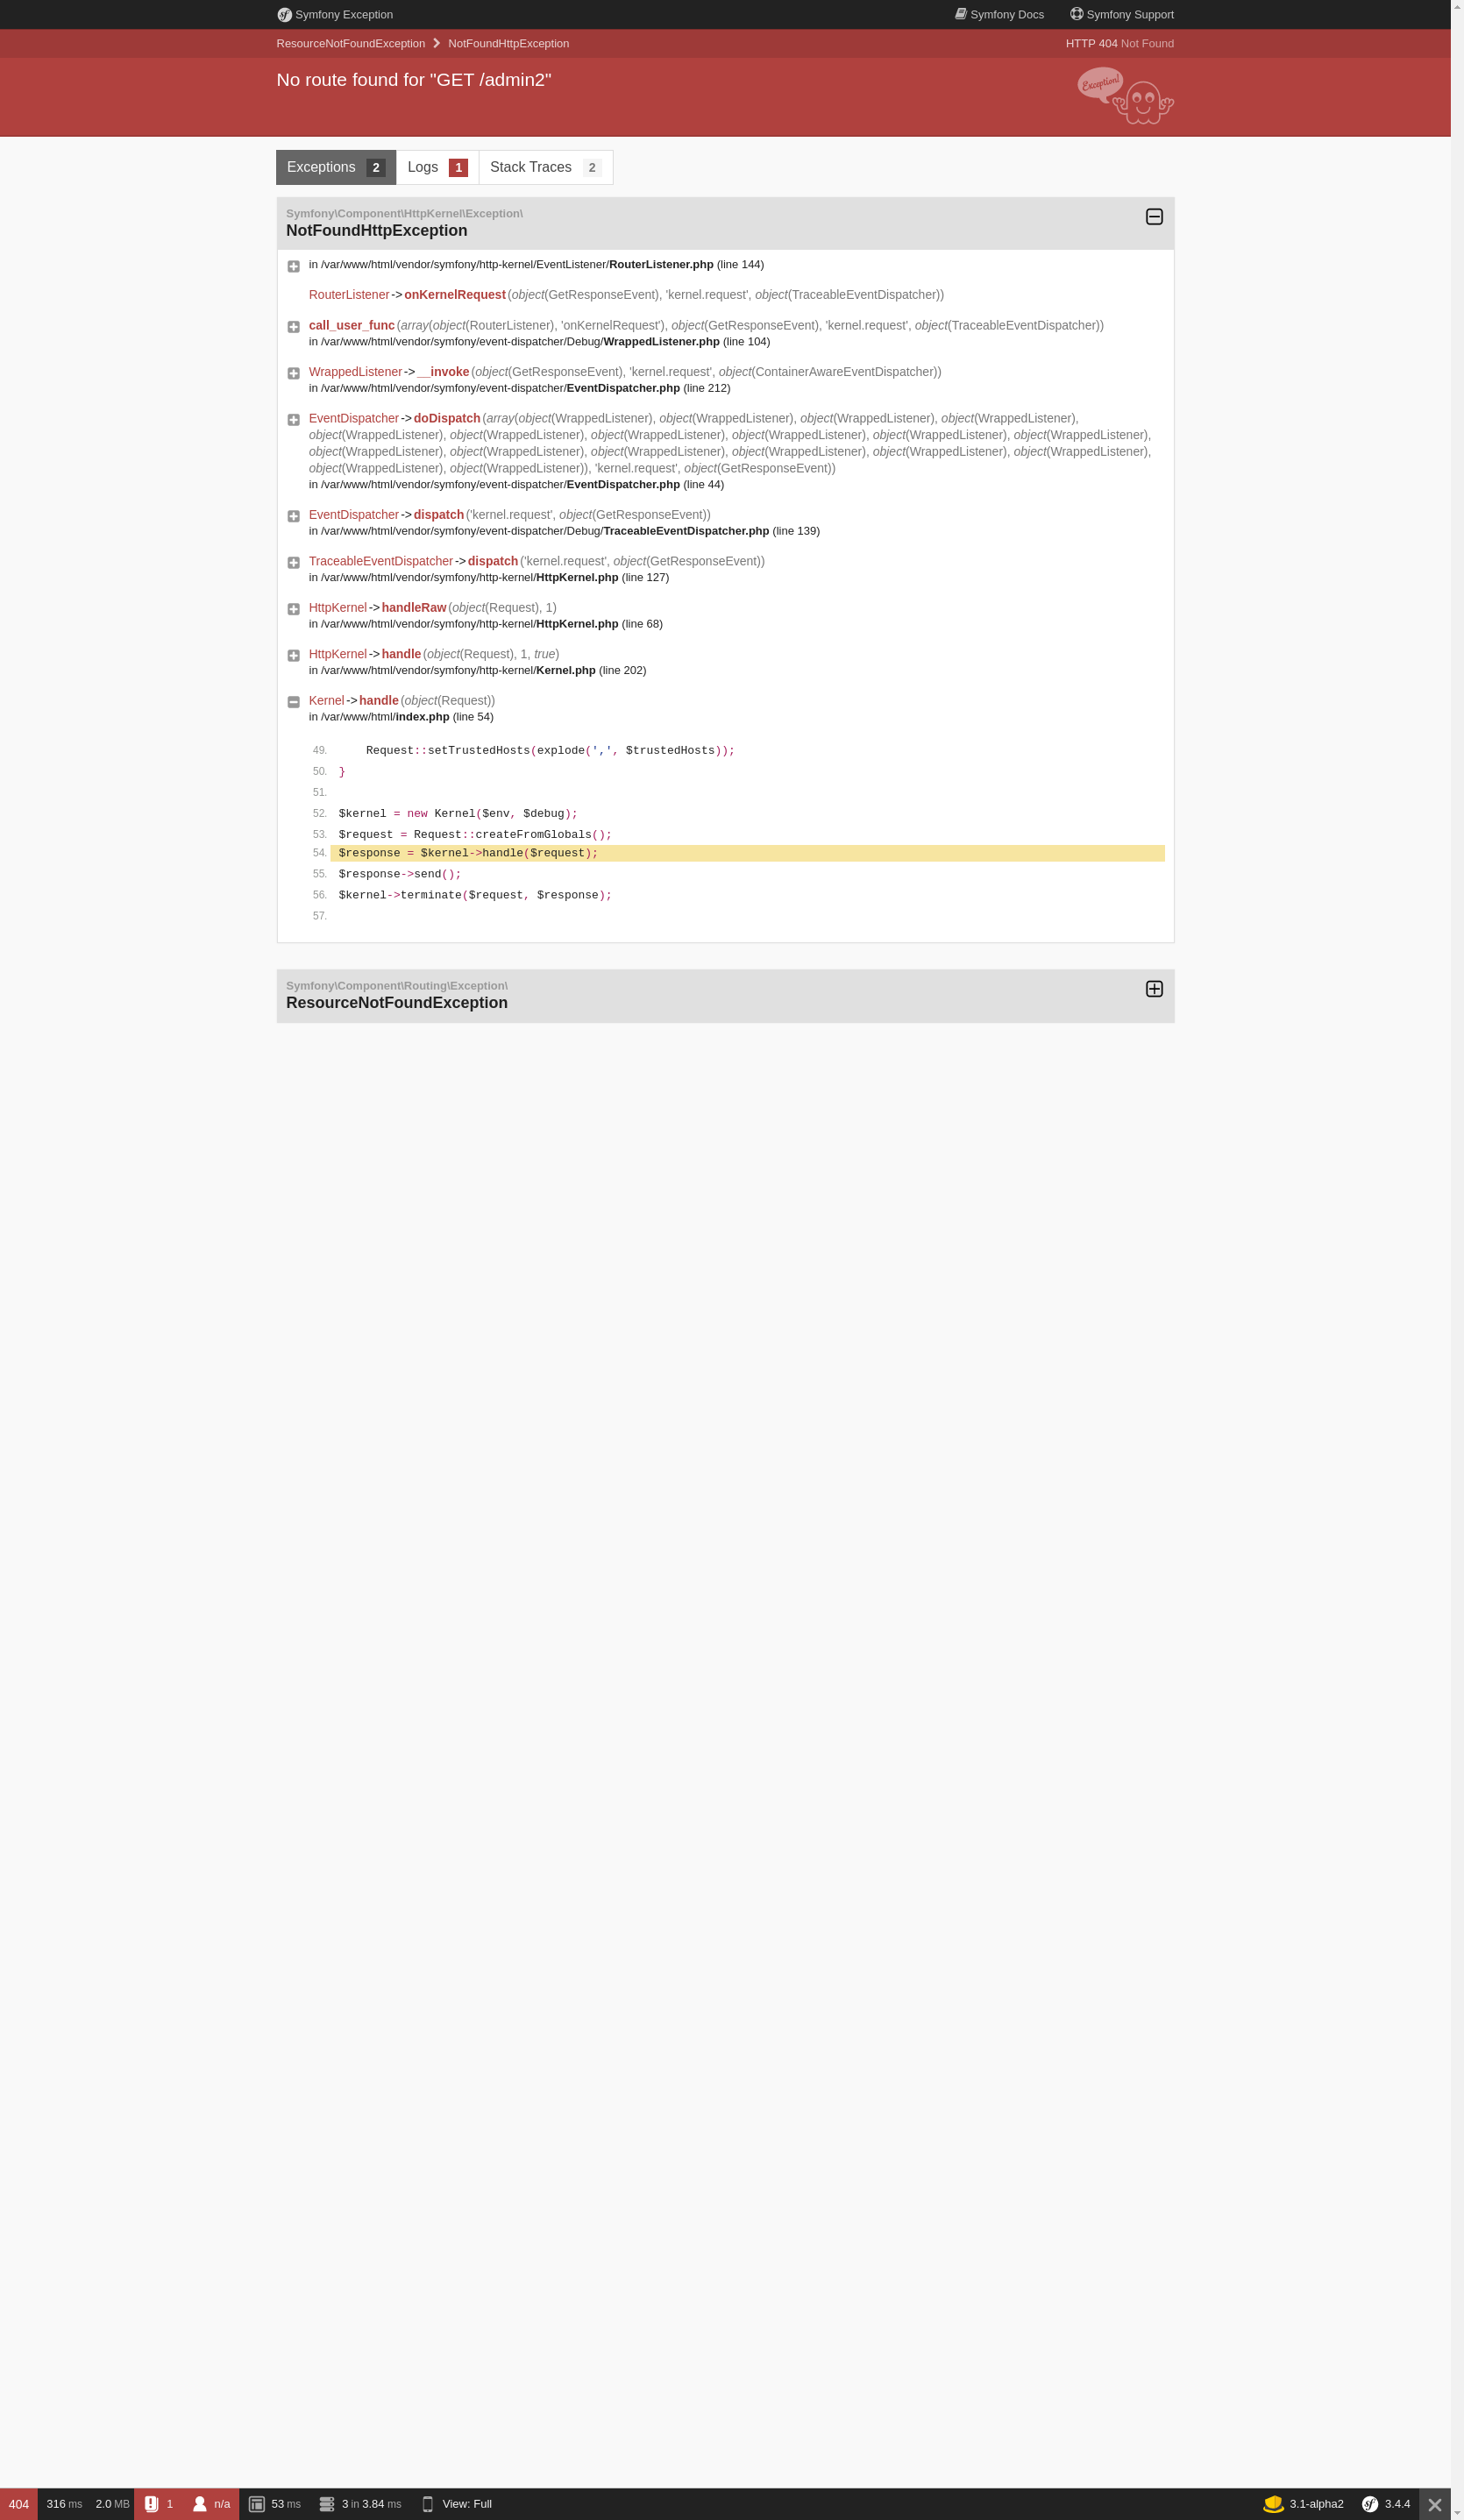 Symfony Exception
Symfony Docs
Symfony Support
ResourceNotFoundException
NotFoundHttpException
HTTP 404 Not Found
No route found for "GET /admin2"
Exception!
Exceptions 2
Logs 1
Stack Traces 2
Symfony\Component\HttpKernel\Exception\
NotFoundHttpException
in /var/www/html/vendor/symfony/http-kernel/EventListener/RouterListener.php (line 144)
RouterListener->onKernelRequest(object(GetResponseEvent), 'kernel.request', object(TraceableEventDispatcher))
call_user_func(array(object(RouterListener), 'onKernelRequest'), object(GetResponseEvent), 'kernel.request', object(TraceableEventDispatcher))
in /var/www/html/vendor/symfony/event-dispatcher/Debug/WrappedListener.php (line 104)
WrappedListener->__invoke(object(GetResponseEvent), 'kernel.request', object(ContainerAwareEventDispatcher))
in /var/www/html/vendor/symfony/event-dispatcher/EventDispatcher.php (line 212)
EventDispatcher->doDispatch(array(object(WrappedListener), object(WrappedListener), object(WrappedListener), object(WrappedListener),
object(WrappedListener), object(WrappedListener), object(WrappedListener), object(WrappedListener), object(WrappedListener), object(WrappedListener),
object(WrappedListener), object(WrappedListener), object(WrappedListener), object(WrappedListener), object(WrappedListener), object(WrappedListener),
object(WrappedListener), object(WrappedListener)), 'kernel.request', object(GetResponseEvent))
in /var/www/html/vendor/symfony/event-dispatcher/EventDispatcher.php (line 44)
EventDispatcher->dispatch('kernel.request', object(GetResponseEvent))
in /var/www/html/vendor/symfony/event-dispatcher/Debug/TraceableEventDispatcher.php (line 139)
TraceableEventDispatcher->dispatch('kernel.request', object(GetResponseEvent))
in /var/www/html/vendor/symfony/http-kernel/HttpKernel.php (line 127)
HttpKernel->handleRaw(object(Request), 1)
in /var/www/html/vendor/symfony/http-kernel/HttpKernel.php (line 68)
HttpKernel->handle(object(Request), 1, true)
in /var/www/html/vendor/symfony/http-kernel/Kernel.php (line 202)
Kernel->handle(object(Request))
in /var/www/html/index.php (line 54)
49. Request::setTrustedHosts(explode(',', $trustedHosts));
50. }
51.
52. $kernel = new Kernel($env, $debug);
53. $request = Request::createFromGlobals();
54. $response = $kernel->handle($request);
55. $response->send();
56. $kernel->terminate($request, $response);
57.
Symfony\Component\Routing\Exception\
ResourceNotFoundException
404 316 ms 2.0 MB 1 n/a 53 ms 3 in 3.84 ms View: Full 3.1-alpha2 3.4.4